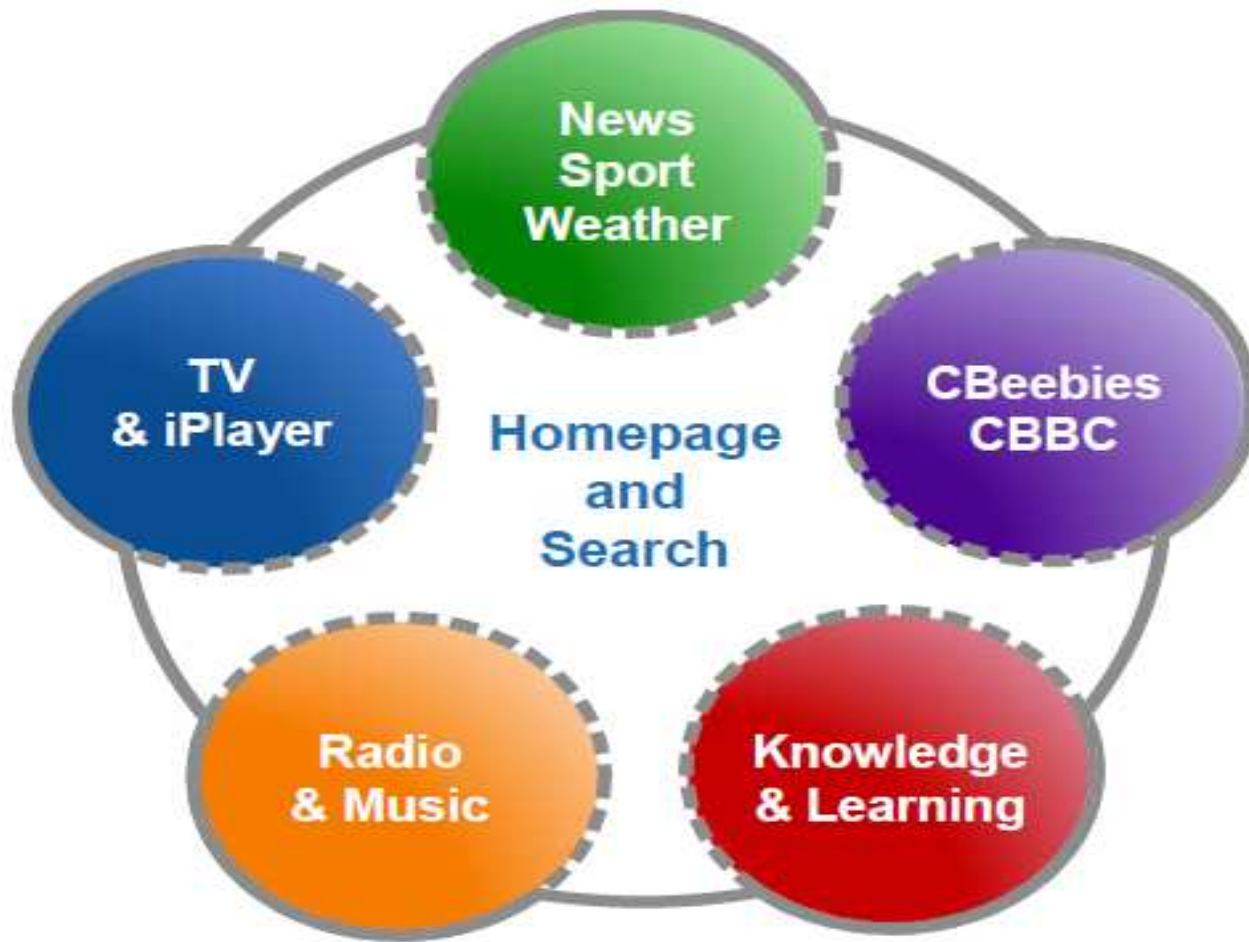 News
Sport
Weather
TV
& iPlayer
CBeebies
CBBC
Homepage
and
Search
Radio
& Music
Knowledge
& Learning